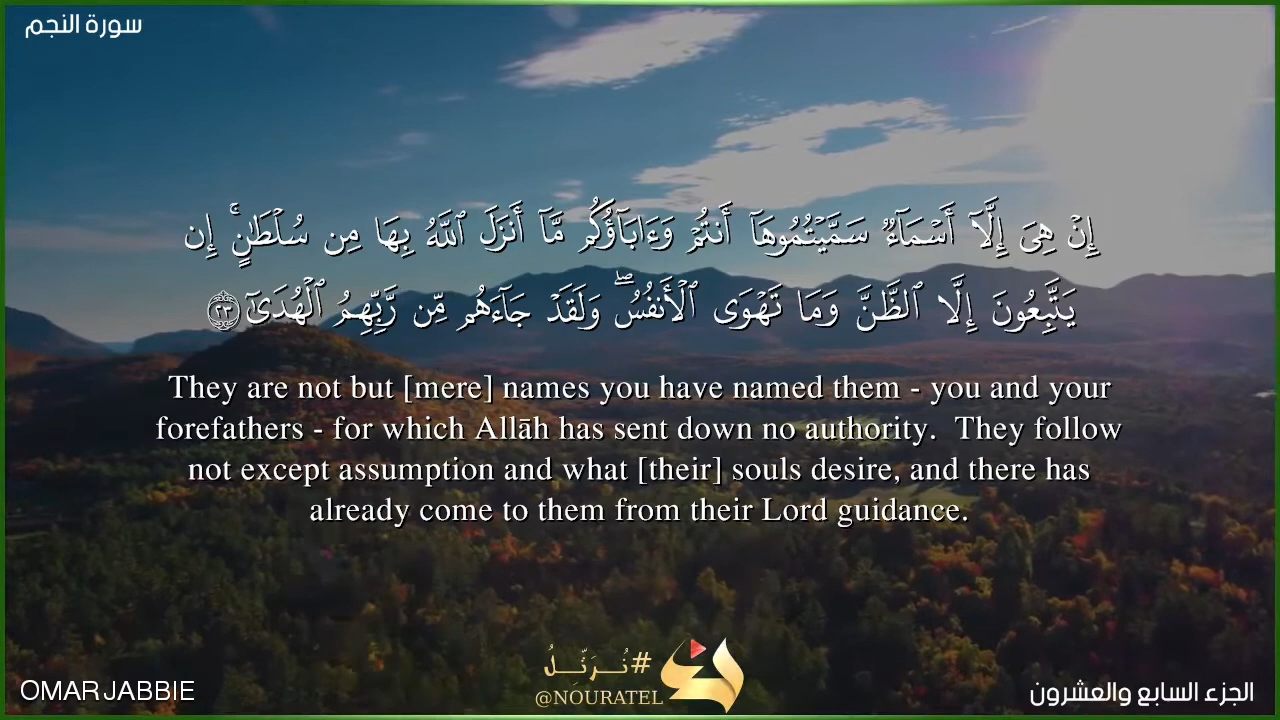 سورة النجم
إِنْ هِىَ إِلَّآ أَسْمَآءٌ سَمَّيْتُمُوهَآ أَنتُمْ وَءَابَآؤُكُم مَّآ أَنزَلَ ٱللَّهُ بِهَا مِن سُلْطَـٰنٍ ۚ إِن
يَتَّبِعُونَ إِلَّا ٱلظَّنَّ وَمَا تَهْوَى ٱلْأَنفُسُ ۖ وَلَقَدْ جَآءَهُم مِّن رَّبِّهِمُ ٱلْهُدَىٰٓ ٢٣
They are not but [mere] names you have named them - you and your
forefathers - for which Allāh has sent down no authority.  They follow
not except assumption and what [their] souls desire, and there has
already come to them from their Lord guidance.
#نُرَتِّلُ
@NOURATEL
OMAR JABBIE
الجزء السابع والعشرون